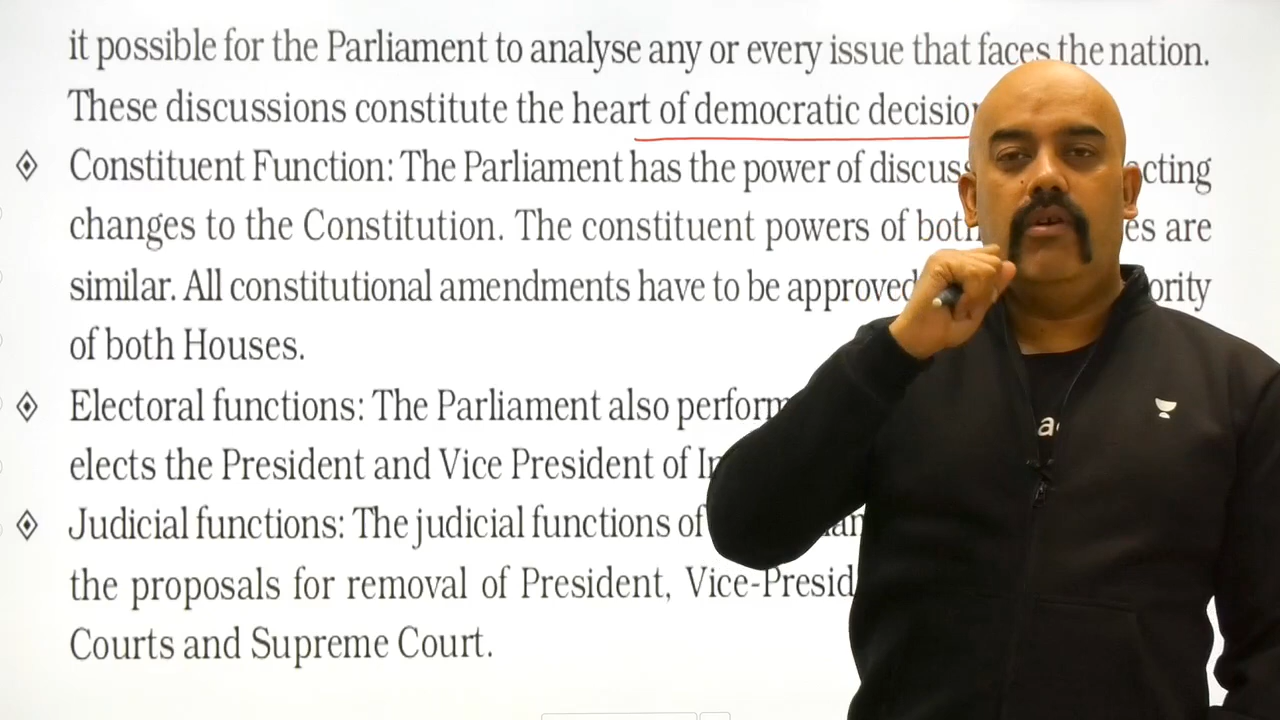 it possible for the Parliament to analyse any or every issue that faces the nation.
These discussions constitute the heart of democratic
Constituent Function: The Parliament has the power of
changes to the Constitution. The constituent powers of are
similar. All constitutional amendments have to be approved
of both Houses.
Electoral functions: The Parliament also
elects the President and Vice President of
Judicial functions: The judicial functions of
the proposals for removal of President,
Courts and Supreme Court.